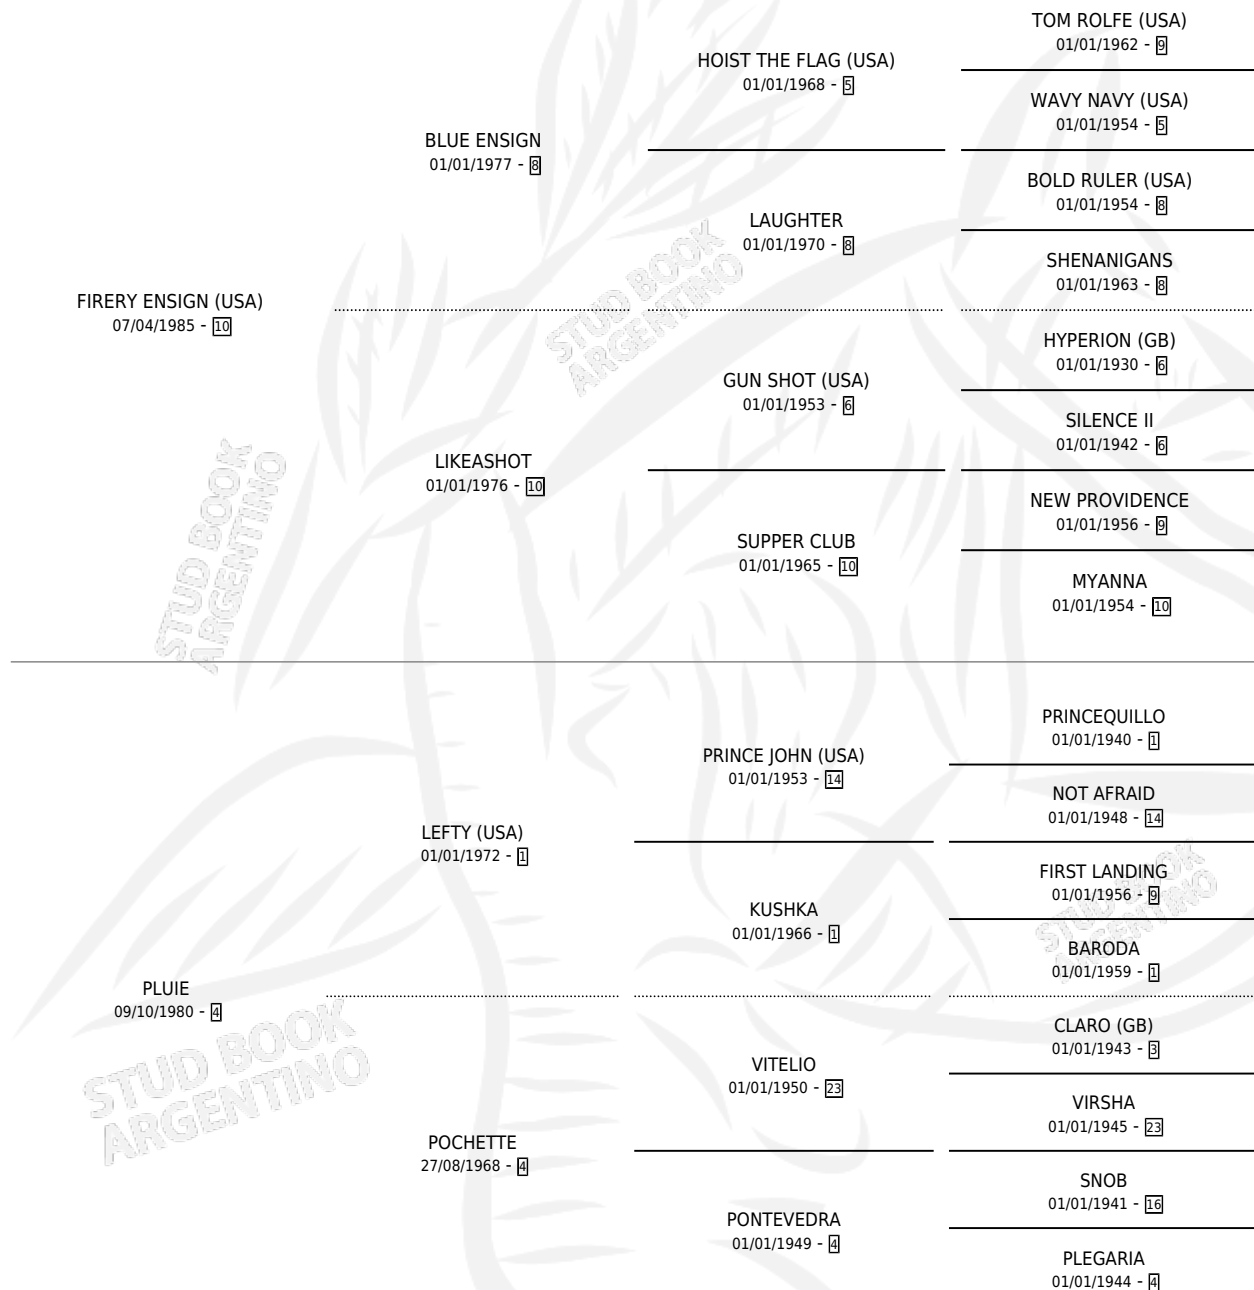 TOM ROLFE (USA)
01/01/1962 - 9
HOIST THE FLAG (USA)
01/01/1968 - 5
WAVY NAVY (USA)
01/01/1954 - 5
BLUE ENSIGN
01/01/1977 - 8
BOLD RULER (USA)
01/01/1954 - 8
LAUGHTER
01/01/1970 - 8
SHENANIGANS
01/01/1963 - 8
FIRERY ENSIGN (USA)
07/04/1985 - 10
HYPERION (GB)
01/01/1930 - 6
GUN SHOT (USA)
01/01/1953 - 6
SILENCE II
01/01/1942 - 6
LIKEASHOT
01/01/1976 - 10
NEW PROVIDENCE
01/01/1956 - 9
SUPPER CLUB
01/01/1965 - 10
MYANNA
01/01/1954 - 10
PRINCEQUILLO
01/01/1940 - 1
PRINCE JOHN (USA)
01/01/1953 - 14
NOT AFRAID
01/01/1948 - 14
LEFTY (USA)
01/01/1972 - 1
FIRST LANDING
01/01/1956 - 9
KUSHKA
01/01/1966 - 1
BARODA
01/01/1959 - 1
PLUIE
09/10/1980 - 4
CLARO (GB)
01/01/1943 - 3
VITELIO
01/01/1950 - 23
VIRSHA
01/01/1945 - 23
POCHETTE
27/08/1968 - 4
SNOB
01/01/1941 - 16
PONTEVEDRA
01/01/1949 - 4
PLEGARIA
01/01/1944 - 4
STUD BOOK
ARGENTINO
STUD BOOK
ARGENTINO
STUD BOOK
ARGENTINO
STUD BOOK
ARGENTINO